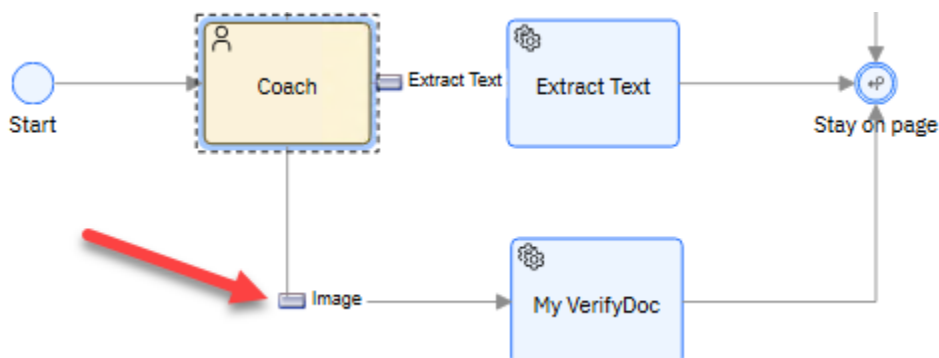 Coach
Extract Text
Extract Text
Start
Stay on page
Image
My VerifyDoc